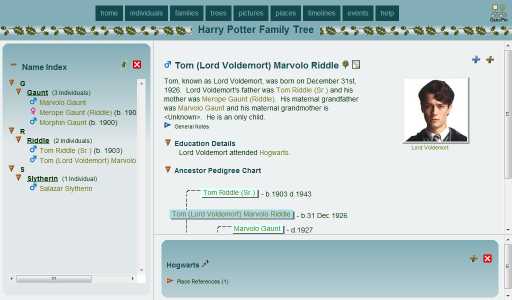 home individuals families trees pictures places timelines events help
GenoPro
Harry Potter Family Tree
Name Index
G
Gaunt (3 Individuals)
Marvolo Gaunt
Merope Gaunt (Riddle) (b. 190
Morphin Gaunt (b. 1900)
R
Riddle (2 Individuals)
Tom Riddle (Sr.) (b. 1903)
Tom (Lord Voldemort) Marvolo
S
Slytherin (1 Individual)
Salazar Slytherin
Tom (Lord Voldemort) Marvolo Riddle
Tom, known as Lord Voldemort, was born on December 31st,
1926. Lord Voldemort's father was Tom Riddle (Sr.) and his
mother was Merope Gaunt (Riddle). His maternal grandfather
was Marvolo Gaunt and his maternal grandmother is
<Unknown>. He is an only child.
General Notes
Lord Voldemort
Education Details
Lord Voldemort attended Hogwarts.
Ancestor Pedigree Chart
Tom Riddle (Sr.) - b.1903 d.1943
Tom (Lord Voldemort) Marvolo Riddle - b.31 Dec 1926
Marvolo Gaunt - d.1927
Hogwarts
Place References (1)